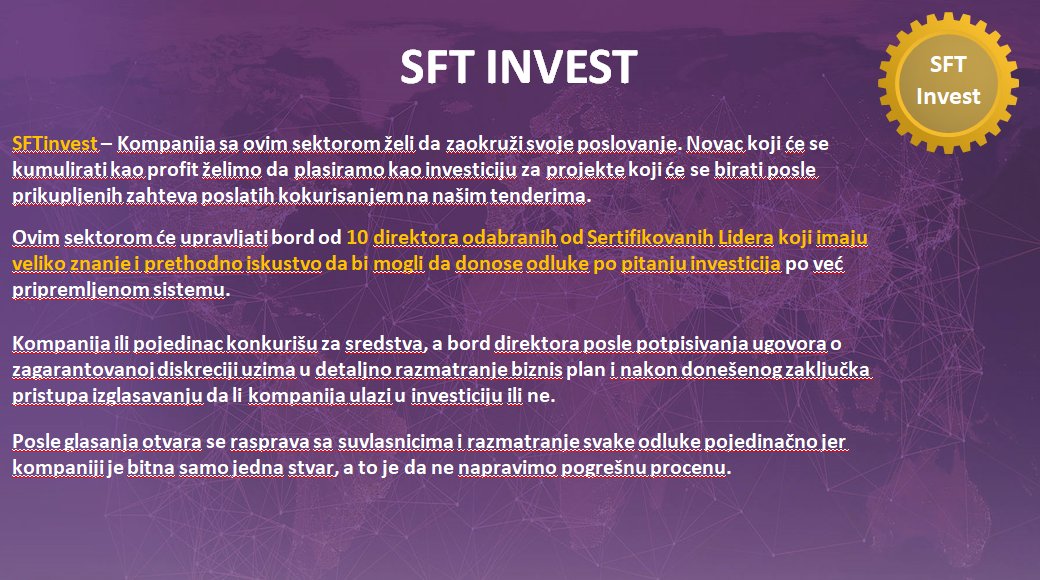 SFT INVEST
SFT
Invest
SFTinvest – Kompanija sa ovim sektorom želi da zaokruži svoje poslovanje. Novac koji će se
kumulirati kao profit želimo da plasiramo kao investiciju za projekte koji će se birati posle
prikupljenih zahteva poslatih kokurisanjem na našim tenderima.
Ovim sektorom će upravljati bord od 10 direktora odabranih od Sertifikovanih Lidera koji imaju
veliko znanje i prethodno iskustvo da bi mogli da donose odluke po pitanju investicija po već
pripremljenom sistemu.
Kompanija ili pojedinac konkurišu za sredstva, a bord direktora posle potpisivanja ugovora o
zagarantovanoj diskreciji uzima u detaljno razmatranje biznis plan i nakon donešenog zaključka
pristupa izglasavanju da li kompanija ulazi u investiciju ili ne.
Posle glasanja otvara se rasprava sa suvlasnicima i razmatranje svake odluke pojedinačno jer
kompaniji je bitna samo jedna stvar, a to je da ne napravimo pogrešnu procenu.